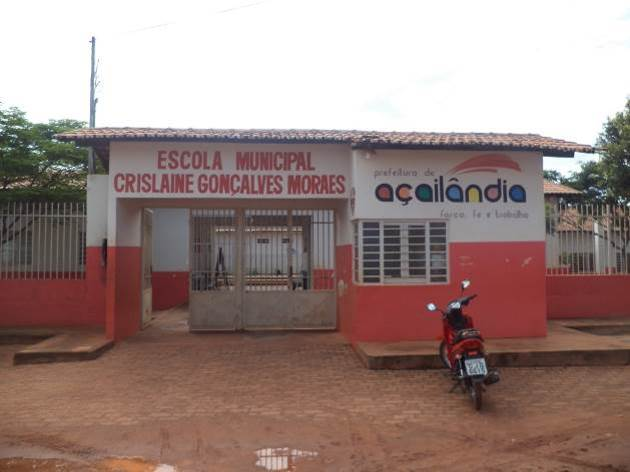 ESCOLA MUNICIPAL
CRISLAINE GONÇALVES MORAES
prefeitura de
açailândia
força, fé e trabalho